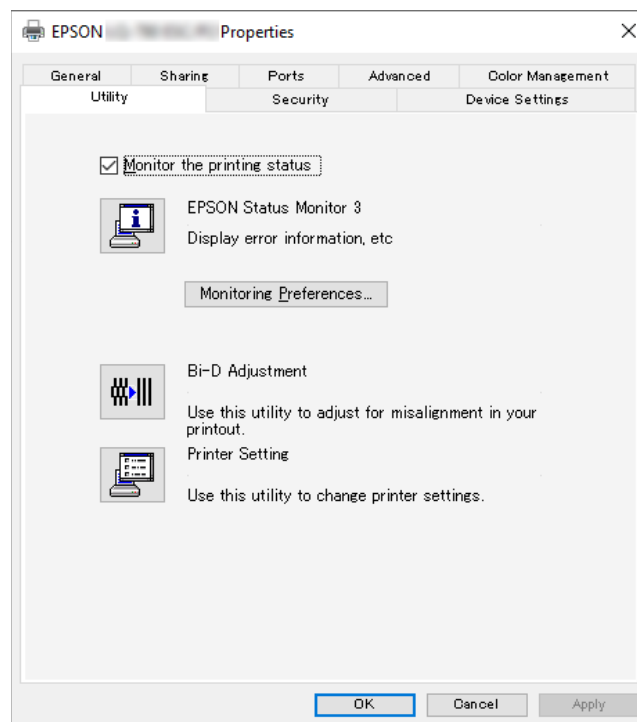 EPSON Properties
General Sharing Ports Advanced Color Management
Utility Security Device Settings
Monitor the printing status
EPSON Status Monitor 3
Display error information, etc
Monitoring Preferences...
Bi-D Adjustment
Use this utility to adjust for misalignment in your
printout.
Printer Setting
Use this utility to change printer settings.
OK Cancel Apply